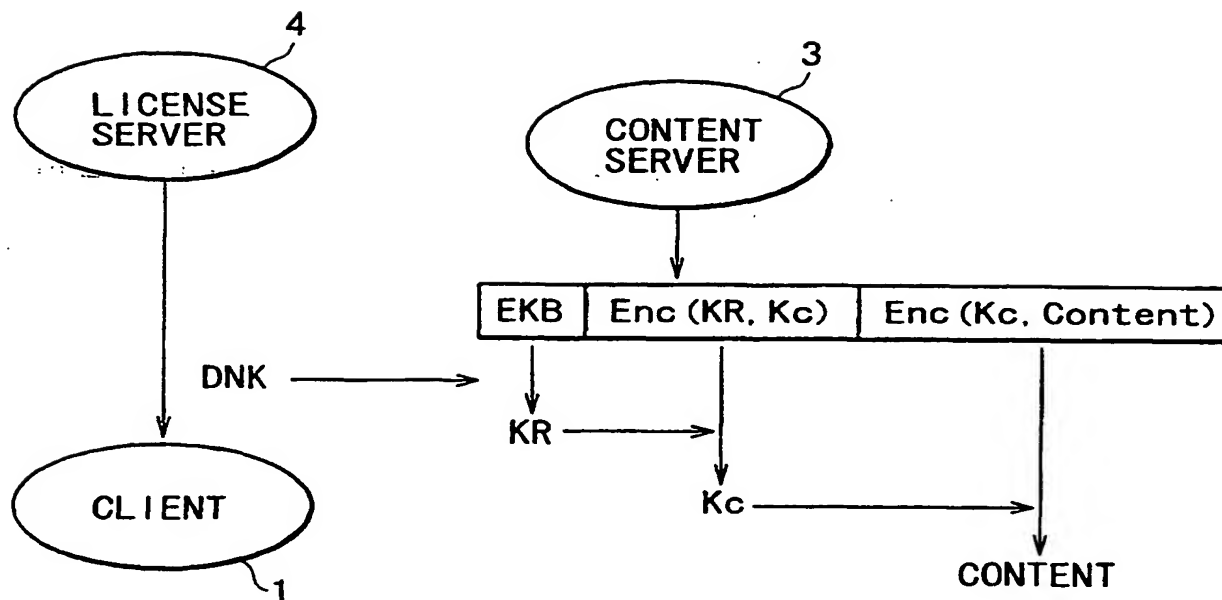 4
LICENSE
SERVER
3
CONTENT
SERVER
EKB Enc(KR, Kc) Enc(Kc, Content)
DNK
KR
Kc
CLIENT
CONTENT
1